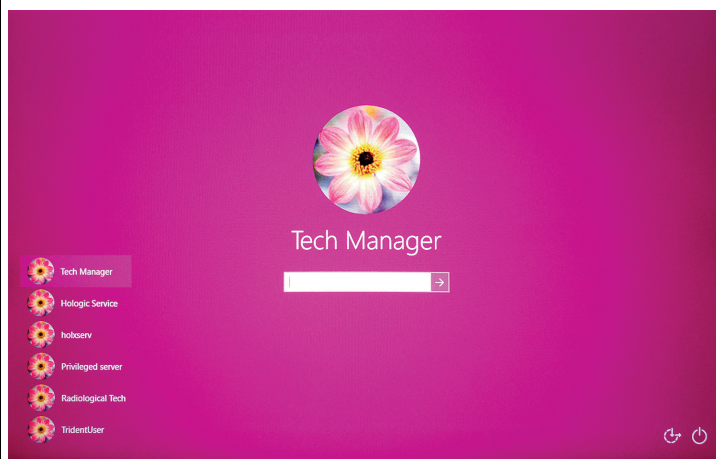 Tech Manager
Tech Manager
Hologic Service
holxserv
Privileged server
Radiological Tech
TridentUser